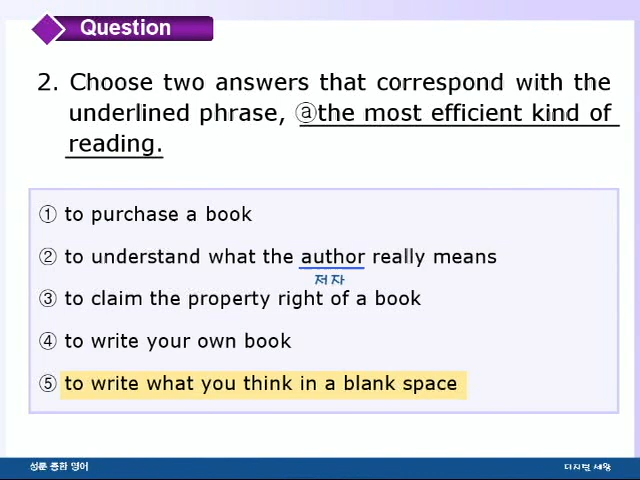 Question
2. Choose two answers that correspond with the
underlined phrase, ⓐthe most efficient kind of
reading.
① to purchase a book
② to understand what the author really means
저자
③ to claim the property right of a book
④ to write your own book
⑤ to write what you think in a blank space
성문 종합 영어
디지털 세왕